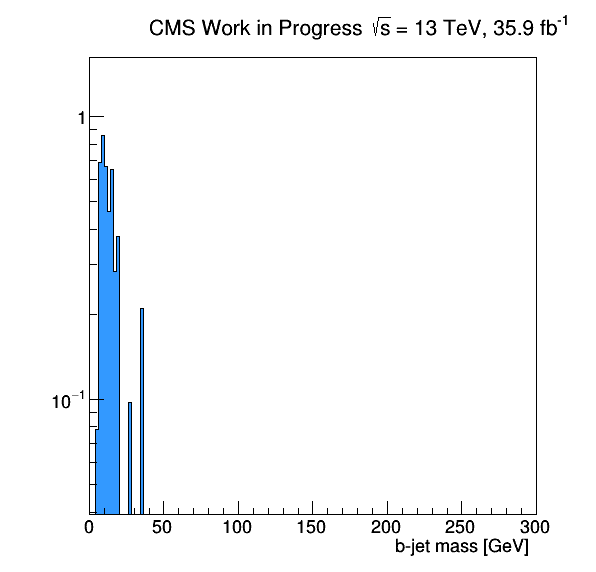 CMS Work in Progress √s = 13 TeV, 35.9 fb⁻¹
1
10⁻¹
0 50 100 150 200 250 300
b-jet mass [GeV]